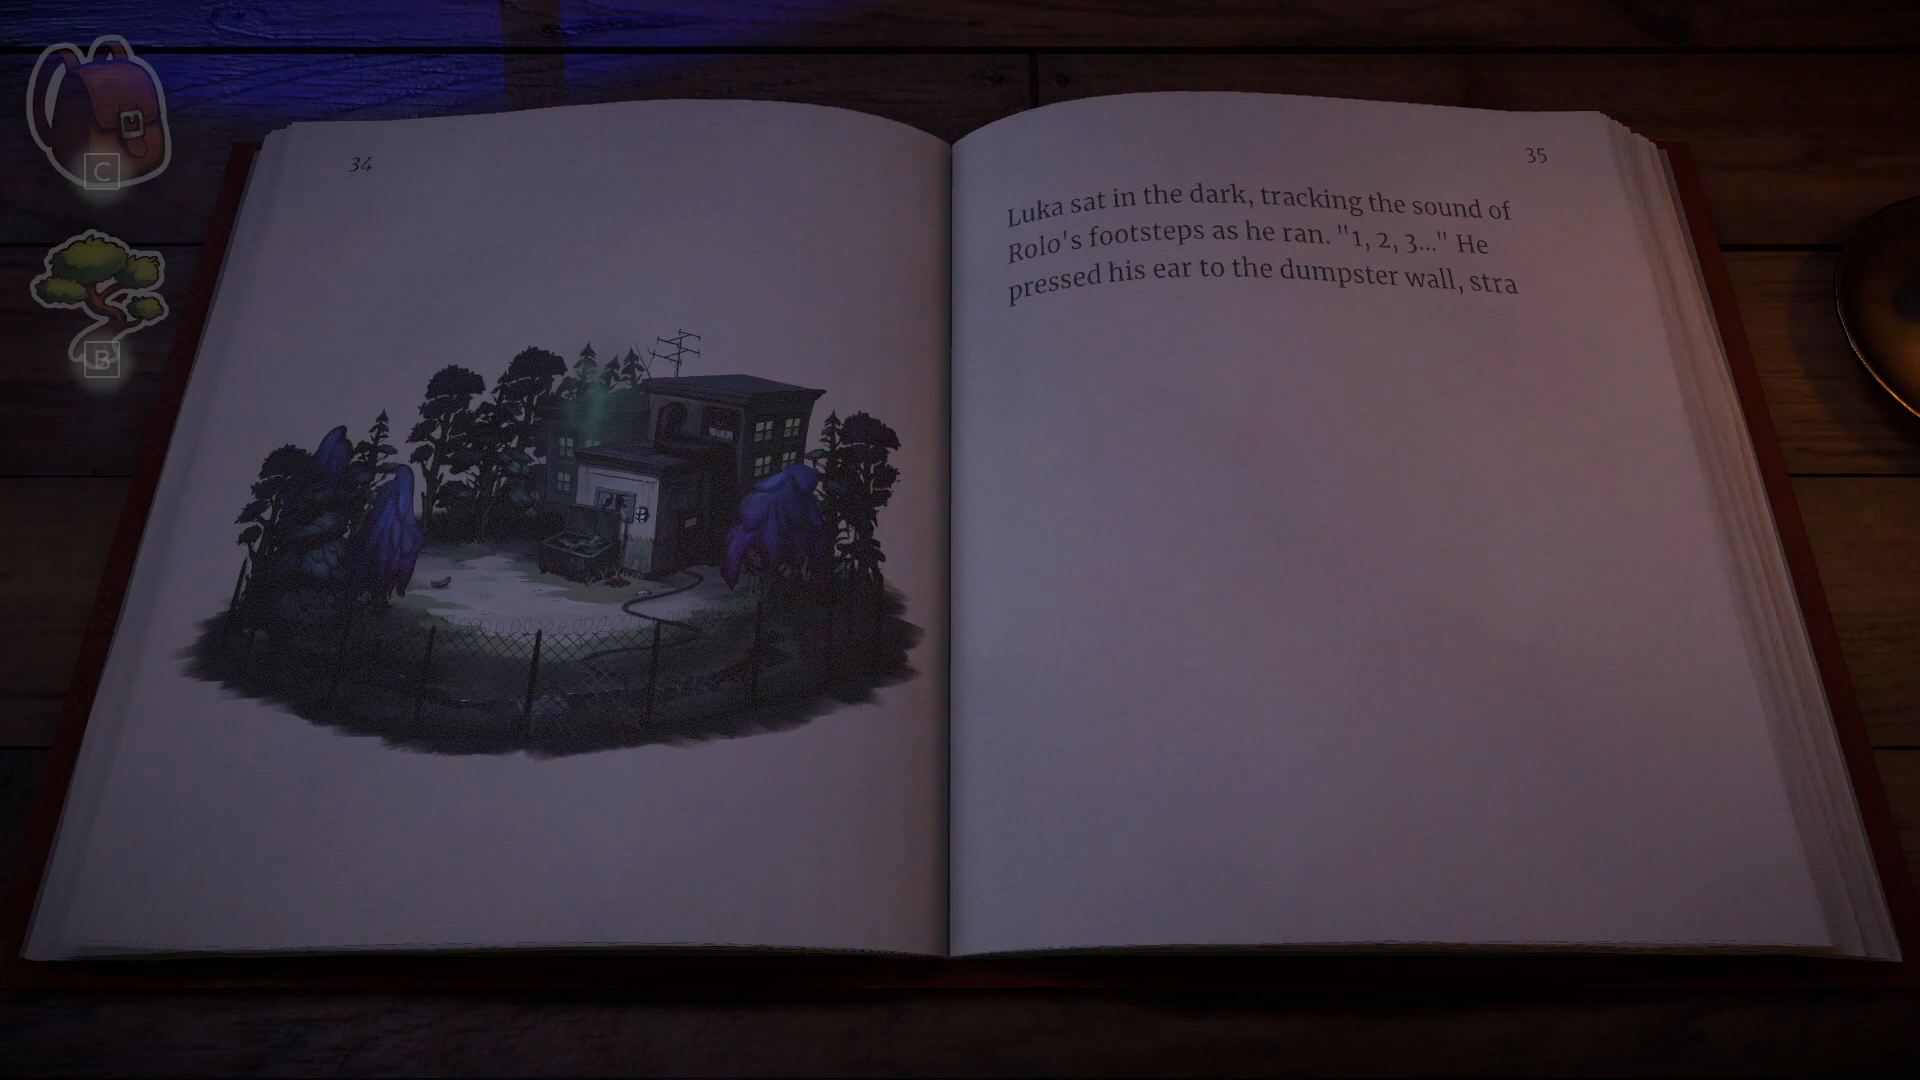 C
B
34
35
Luka sat in the dark, tracking the sound of
Rolo's footsteps as he ran. "1, 2, 3..." He
pressed his ear to the dumpster wall, stra